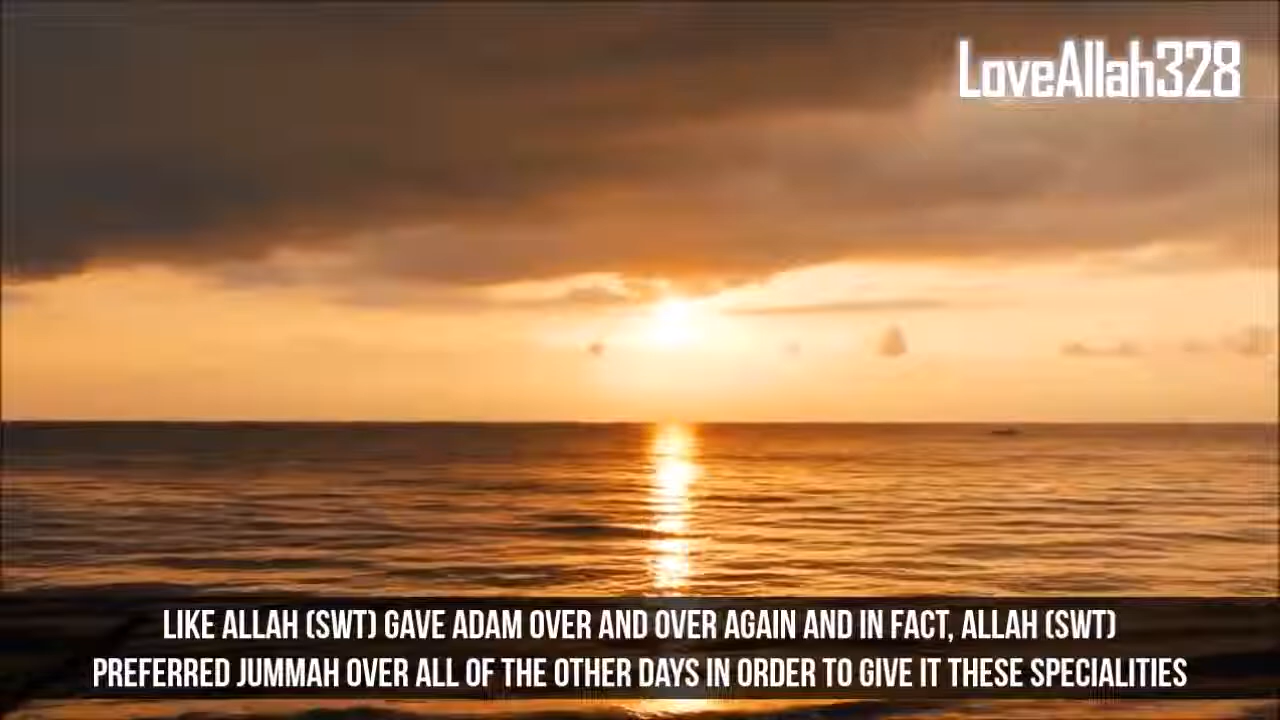 LoveAllah328
LIKE ALLAH (SWT) GAVE ADAM OVER AND OVER AGAIN AND IN FACT, ALLAH (SWT)
PREFERRED JUMMAH OVER ALL OF THE OTHER DAYS IN ORDER TO GIVE IT THESE SPECIALITIES